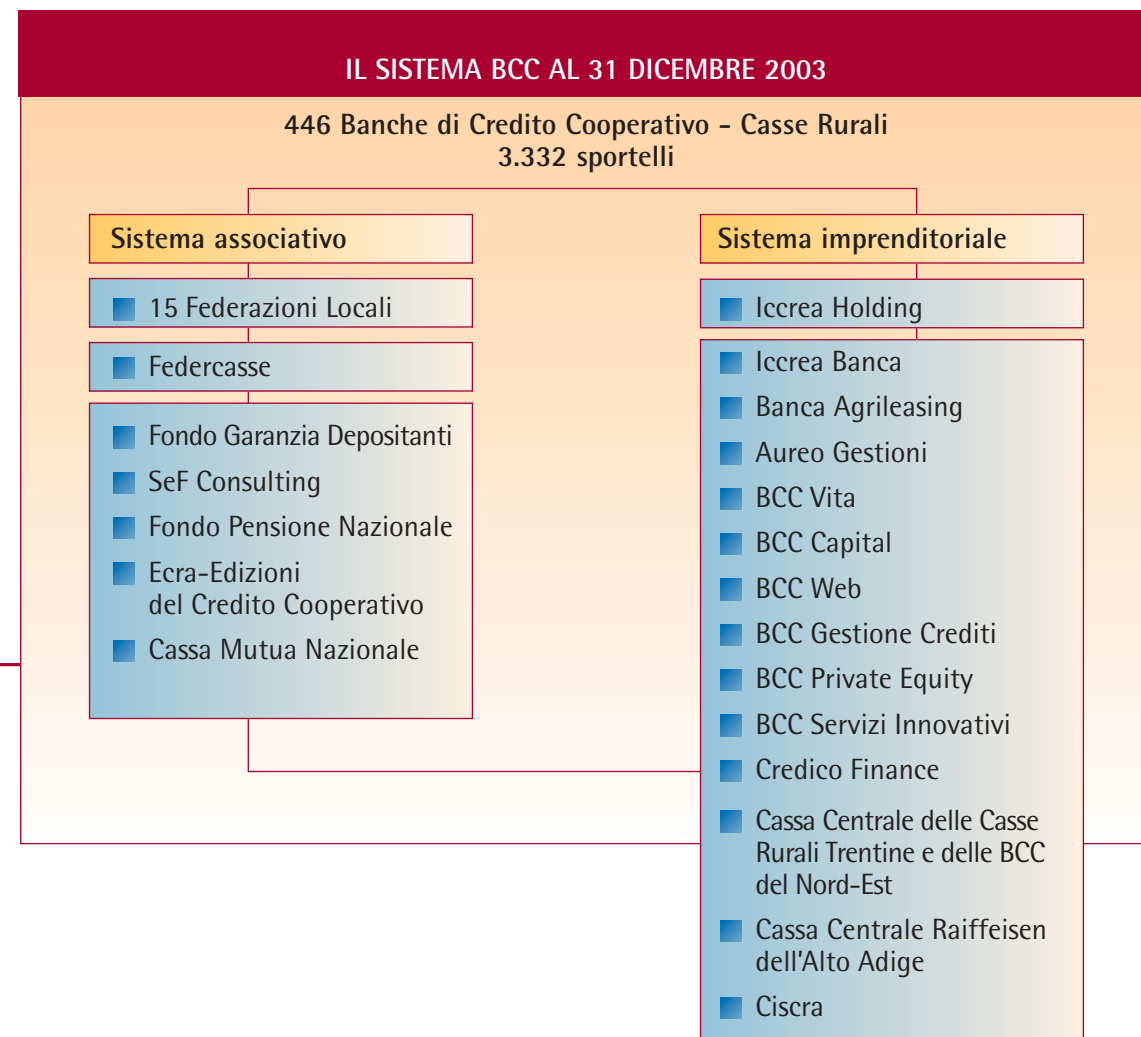 IL SISTEMA BCC AL 31 DICEMBRE 2003
446 Banche di Credito Cooperativo - Casse Rurali
3.332 sportelli
Sistema associativo
15 Federazioni Locali
Federcasse
Fondo Garanzia Depositanti
SeF Consulting
Fondo Pensione Nazionale
Ecra-Edizioni
del Credito Cooperativo
Cassa Mutua Nazionale
Sistema imprenditoriale
Iccrea Holding
Iccrea Banca
Banca Agrileasing
Aureo Gestioni
BCC Vita
BCC Capital
BCC Web
BCC Gestione Crediti
BCC Private Equity
BCC Servizi Innovativi
Credico Finance
Cassa Centrale delle Casse
Rurali Trentine e delle BCC
del Nord-Est
Cassa Centrale Raiffeisen
dell'Alto Adige
Ciscra